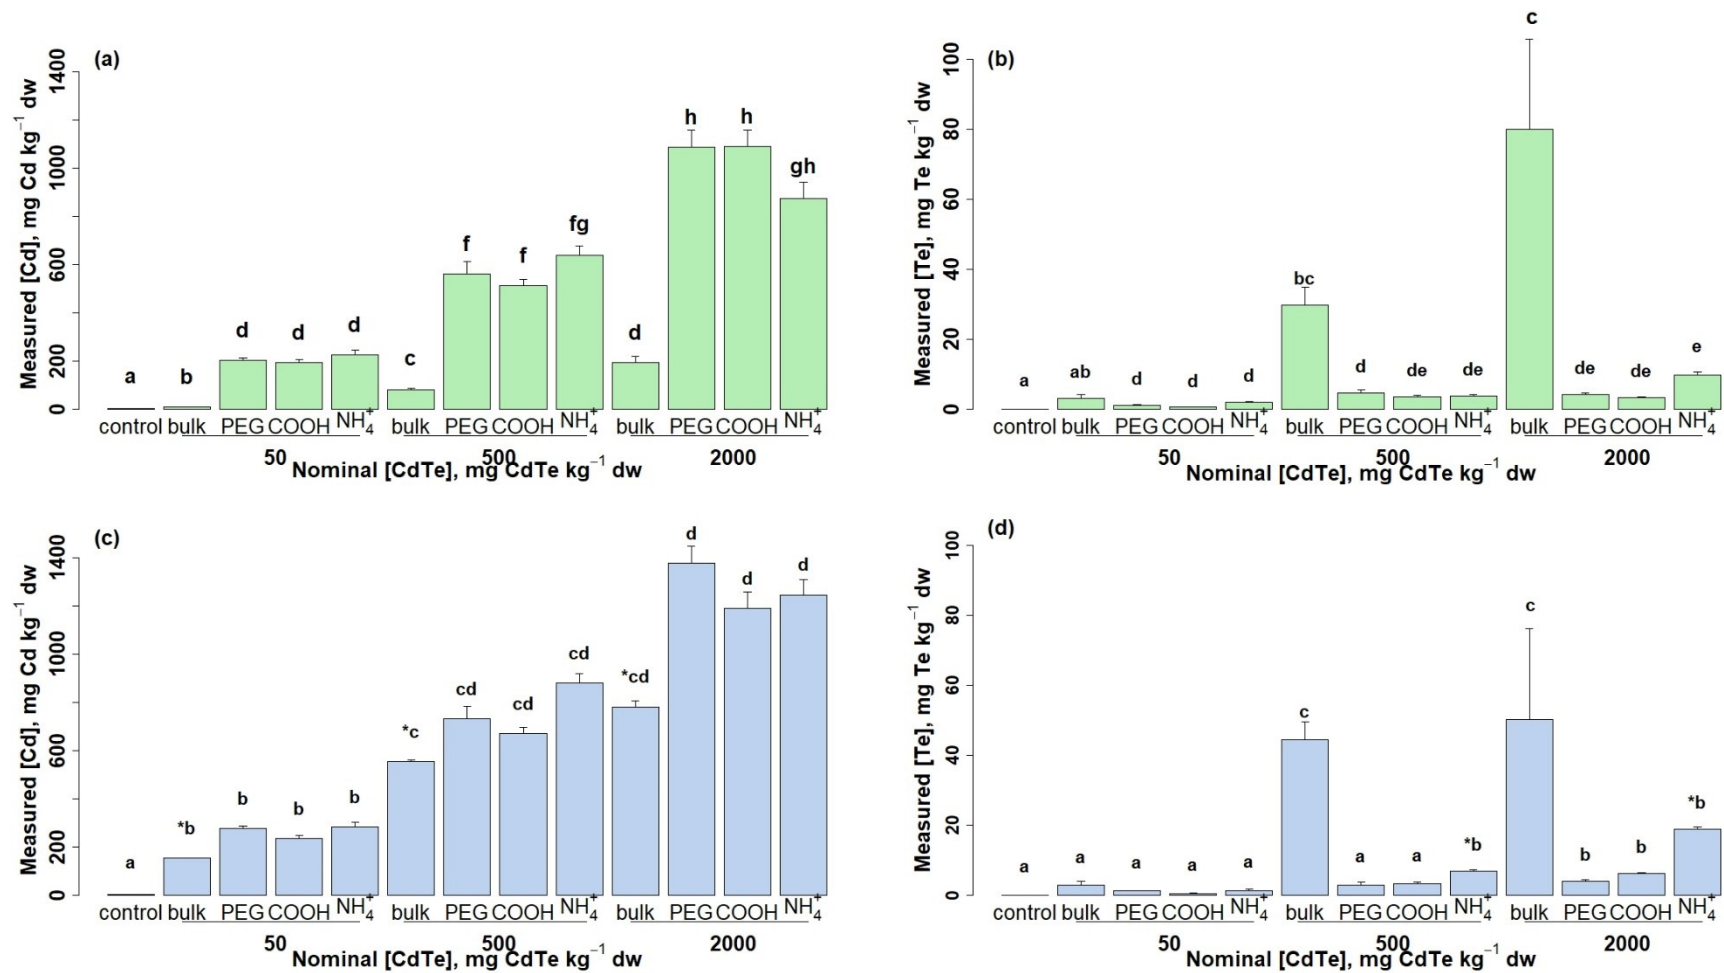 (a)
Measured [Cd], mg Cd kg⁻¹ dw
1400
1000
600
200
0
a
b
d
d
d
c
f
f
fg
d
h
h
gh
control bulk PEG COOH NH₄⁺ bulk PEG COOH NH₄⁺ bulk PEG COOH NH₄⁺
50 500 2000
Nominal [CdTe], mg CdTe kg⁻¹ dw
(b)
Measured [Te], mg Te kg⁻¹ dw
100
80
60
40
20
0
a
ab
d
d
d
bc
d
de
de
c
de
de
e
control bulk PEG COOH NH₄⁺ bulk PEG COOH NH₄⁺ bulk PEG COOH NH₄⁺
50 500 2000
Nominal [CdTe], mg CdTe kg⁻¹ dw
(c)
Measured [Cd], mg Cd kg⁻¹ dw
1400
1000
600
200
0
a
*b
b
b
b
*c
cd
cd
cd
*cd
d
d
d
control bulk PEG COOH NH₄⁺ bulk PEG COOH NH₄⁺ bulk PEG COOH NH₄⁺
50 500 2000
Nominal [CdTe], mg CdTe kg⁻¹ dw
(d)
Measured [Te], mg Te kg⁻¹ dw
100
80
60
40
20
0
a
a
a
a
a
c
a
a
*b
c
b
b
*b
control bulk PEG COOH NH₄⁺ bulk PEG COOH NH₄⁺ bulk PEG COOH NH₄⁺
50 500 2000
Nominal [CdTe], mg CdTe kg⁻¹ dw